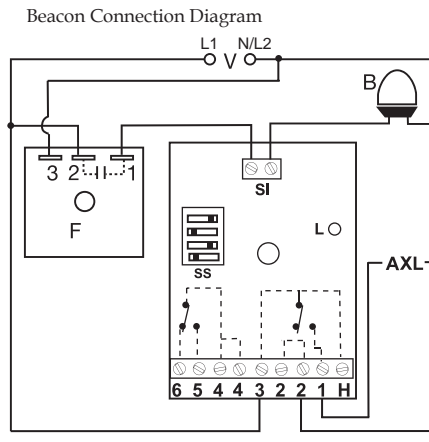 Beacon Connection Diagram
L1 V N/L2
B
3 2 1
F
SI
L
SS
AXL
6 5 4 4 3 2 2 1 H